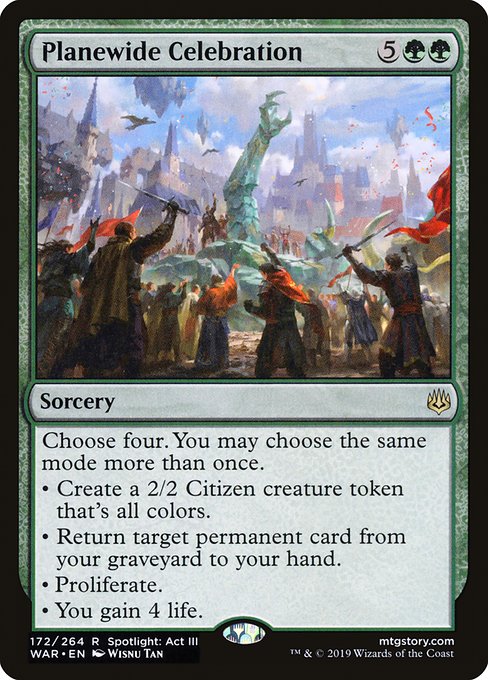 Planewide Celebration 5
Sorcery
Choose four. You may choose the same
mode more than once.
• Create a 2/2 Citizen creature token
that's all colors.
• Return target permanent card from
your graveyard to your hand.
• Proliferate.
• You gain 4 life.
172/264 R Spotlight: Act III mtgstory.com
WAR • EN Wisnu Tan ™ & © 2019 Wizards of the Coast